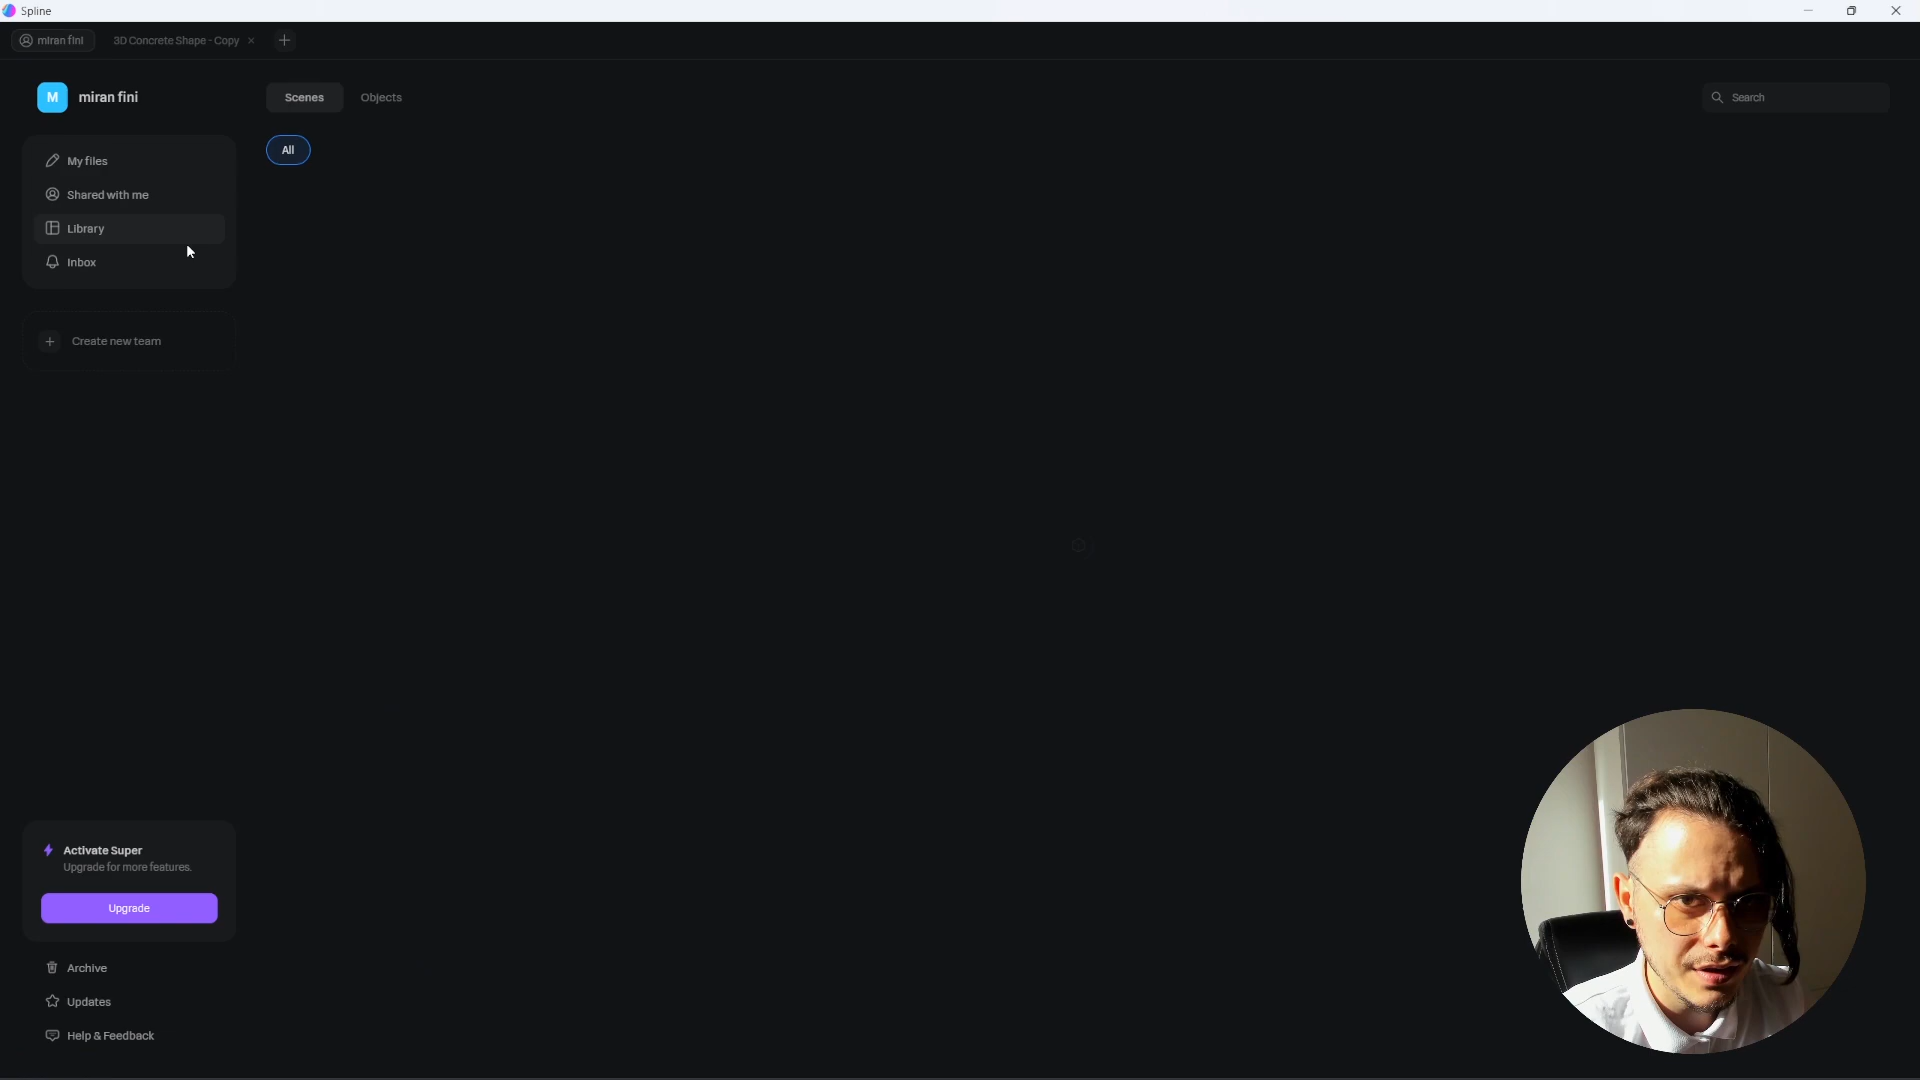 Spline
miran fini
3D Concrete Shape - Copy
M
miran fini
Scenes
Objects
Search
My files
All
Shared with me
Library
Inbox
Create new team
Activate Super
Upgrade for more features.
Upgrade
Archive
Updates
Help & Feedback